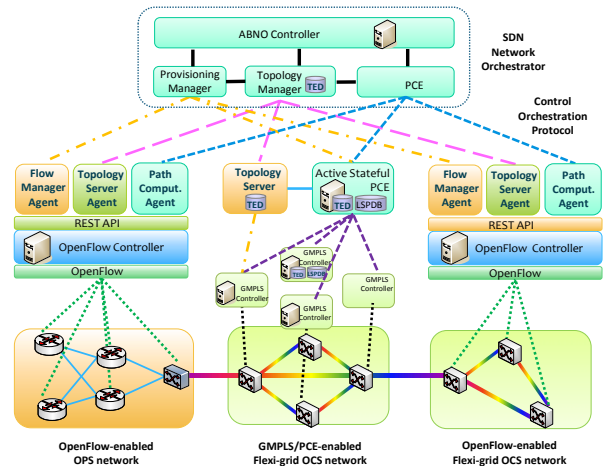 ABNO Controller
SDN
Network
Orchestrator
Provisioning
Manager
Topology
Manager
TED
PCE
Control
Orchestration
Protocol
Flow
Manager
Agent
Topology
Server
Agent
Path
Comput.
Agent
Topology
Server
TED
Active Stateful
PCE
TED
LSPDB
Flow
Manager
Agent
Topology
Server
Agent
Path
Comput.
Agent
REST API
REST API
OpenFlow Controller
OpenFlow Controller
OpenFlow
OpenFlow
GMPLS
Controller
TED
LSPDB
GMPLS
Controller
GMPLS
Controller
GMPLS
Controller
OpenFlow-enabled
OPS network
GMPLS/PCE-enabled
Flexi-grid OCS network
OpenFlow-enabled
Flexi-grid OCS network